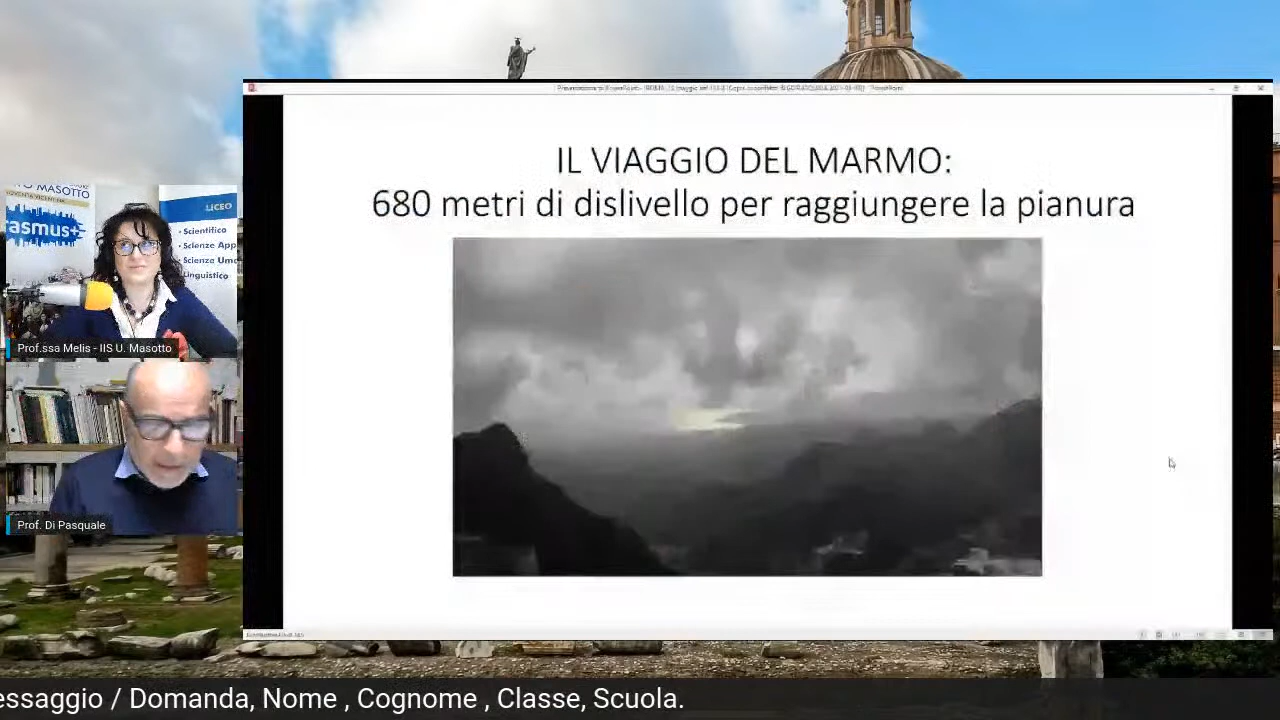 IL VIAGGIO DEL MARMO:
680 metri di dislivello per raggiungere la pianura
MASOTTO
asmus+
LICEO
• Scientifico
• Scienze App
• Scienze Uma
Linguistico
Prof.ssa Melis - IIS U. Masotto
Prof. Di Pasquale
essaggio / Domanda, Nome , Cognome , Classe, Scuola.